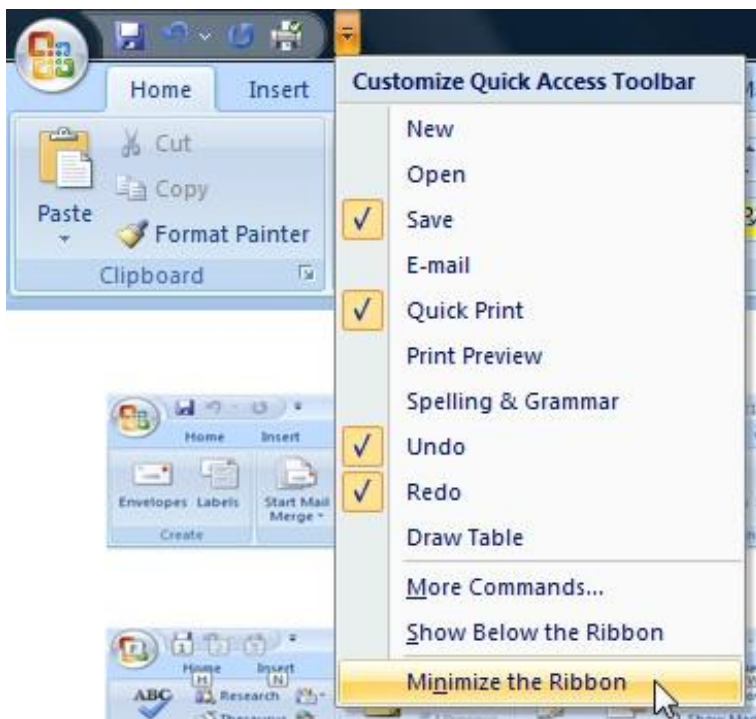 Home Insert
Customize Quick Access Toolbar
New
Cut
Open
Copy
Paste
Save
Format Painter
E-mail
Clipboard
Quick Print
Print Preview
Spelling & Grammar
Home Insert
Undo
Redo
Envelopes Labels Start Mail
Merge
Create
Draw Table
More Commands...
Show Below the Ribbon
Home Insert
H N
Minimize the Ribbon
ABC Research